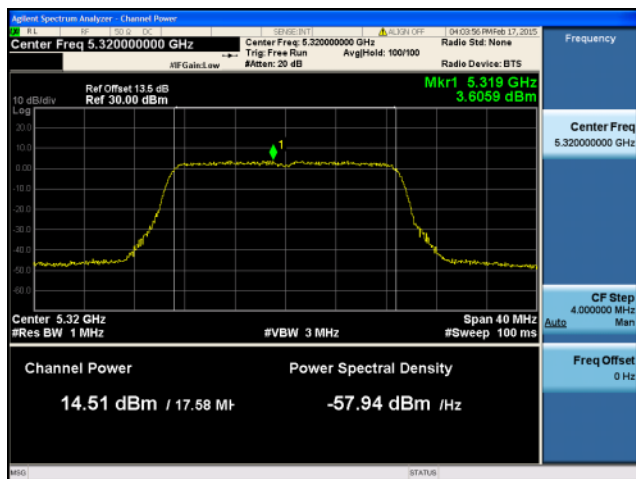 Agilent Spectrum Analyzer - Channel Power
RL RF 50 Ω DC SENSE:INT ALIGN OFF 04:03:56 PM Feb 17, 2015
Center Freq 5.320000000 GHz
Center Freq: 5.320000000 GHz
Radio Std: None
Trig: Free Run Avg|Hold: 100/100
#IFGain:Low
#Atten: 20 dB
Radio Device: BTS
Frequency
Mkr1 5.319 GHz
3.6059 dBm
Ref Offset 13.5 dB
10 dB/div Ref 30.00 dBm
Log
20.0
1
10.0
0.00
-10.0
-20.0
-30.0
-40.0
-50.0
-60.0
Center Freq
5.320000000 GHz
Center 5.32 GHz Span 40 MHz
#Res BW 1 MHz #VBW 3 MHz #Sweep 100 ms
CF Step
4.000000 MHz
Auto Man
Freq Offset
0 Hz
Channel Power Power Spectral Density
14.51 dBm / 17.58 MH -57.94 dBm /Hz
MSG STATUS